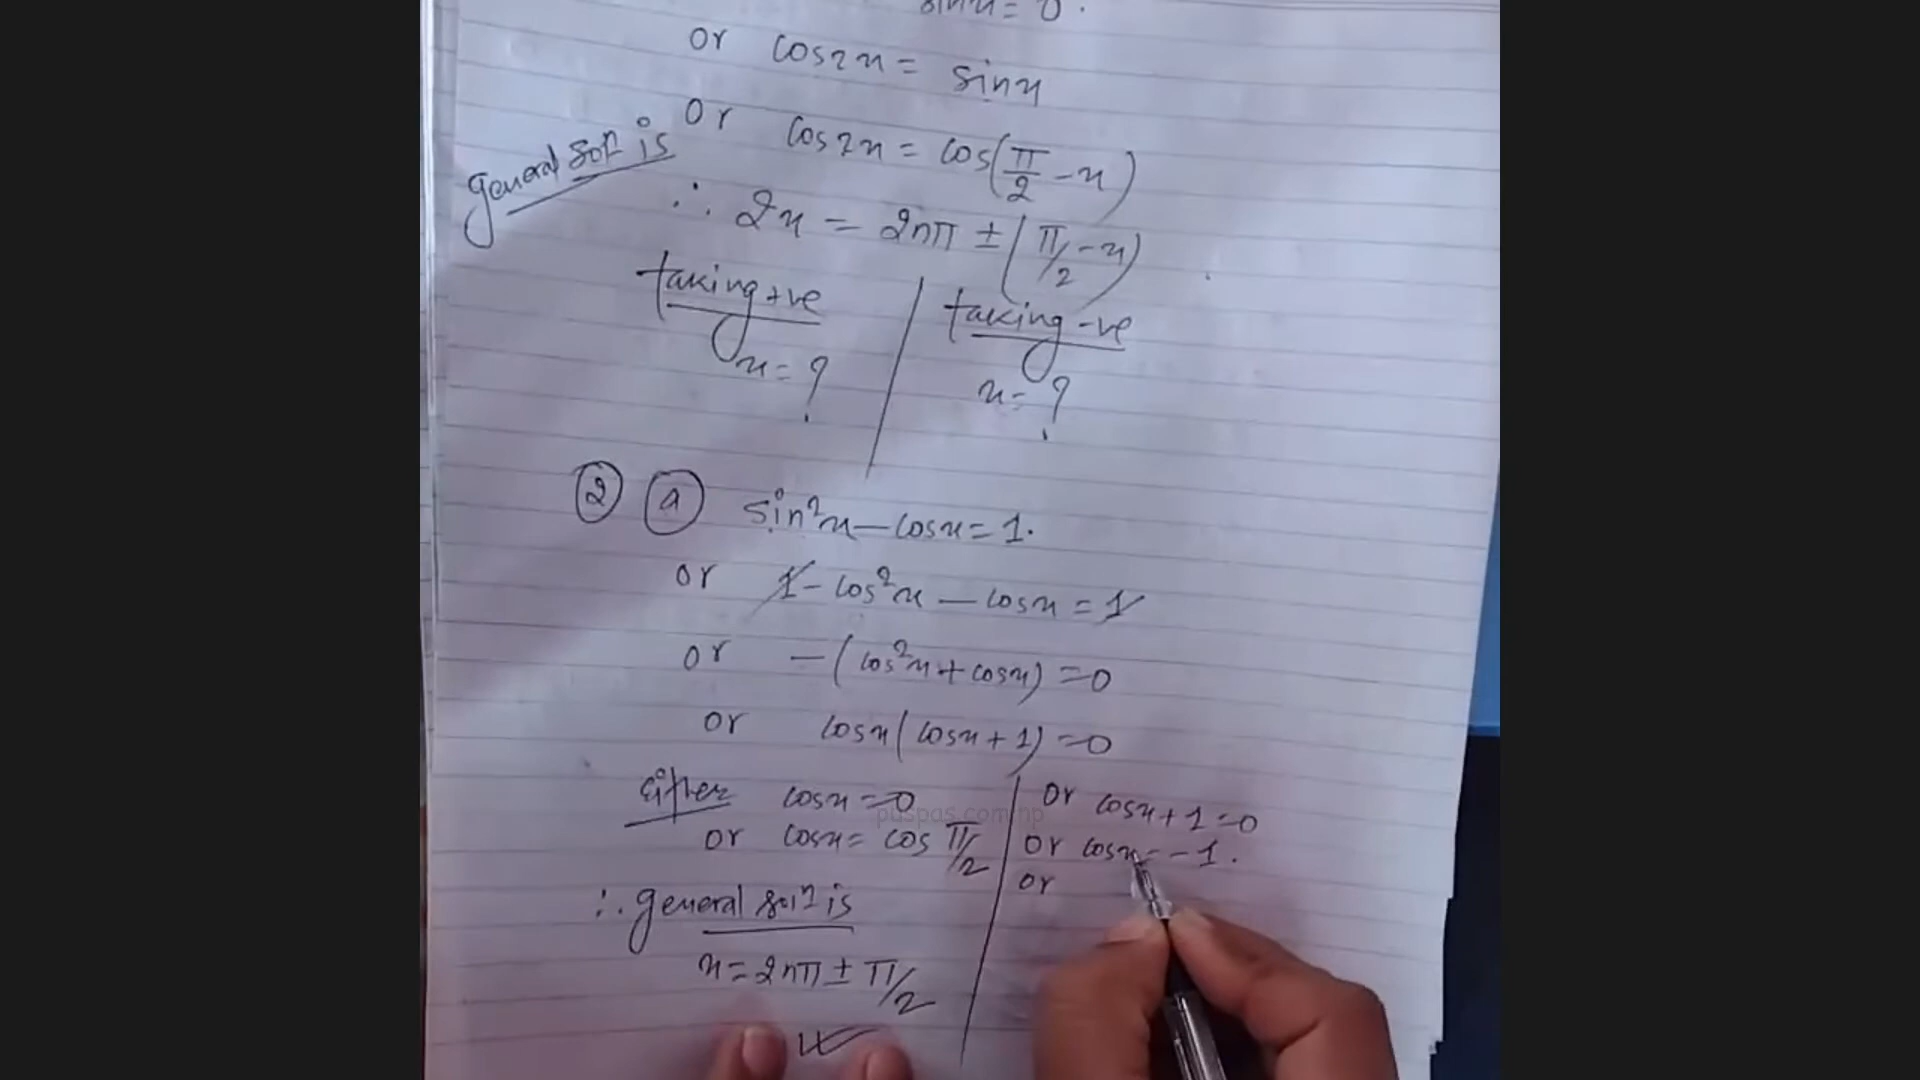 sin x = 0.
or cos2x = sinx
general solⁿ is
or cos2x = cos(π/2 - x)
∴ 2x = 2nπ ± (π/2 - x)
taking +ve
x = ?
taking -ve
x = ?
2 a sin²x - cosx = 1.
or 1 - cos²x - cosx = 1
or -(cos²x + cosx) = 0
or cosx(cosx + 1) = 0
Either cosx = 0
or cosx = cos π/2
∴ general solⁿ is
x = 2nπ ± π/2
or cosx + 1 = 0
or cosx = -1.
or
puspas.com.np